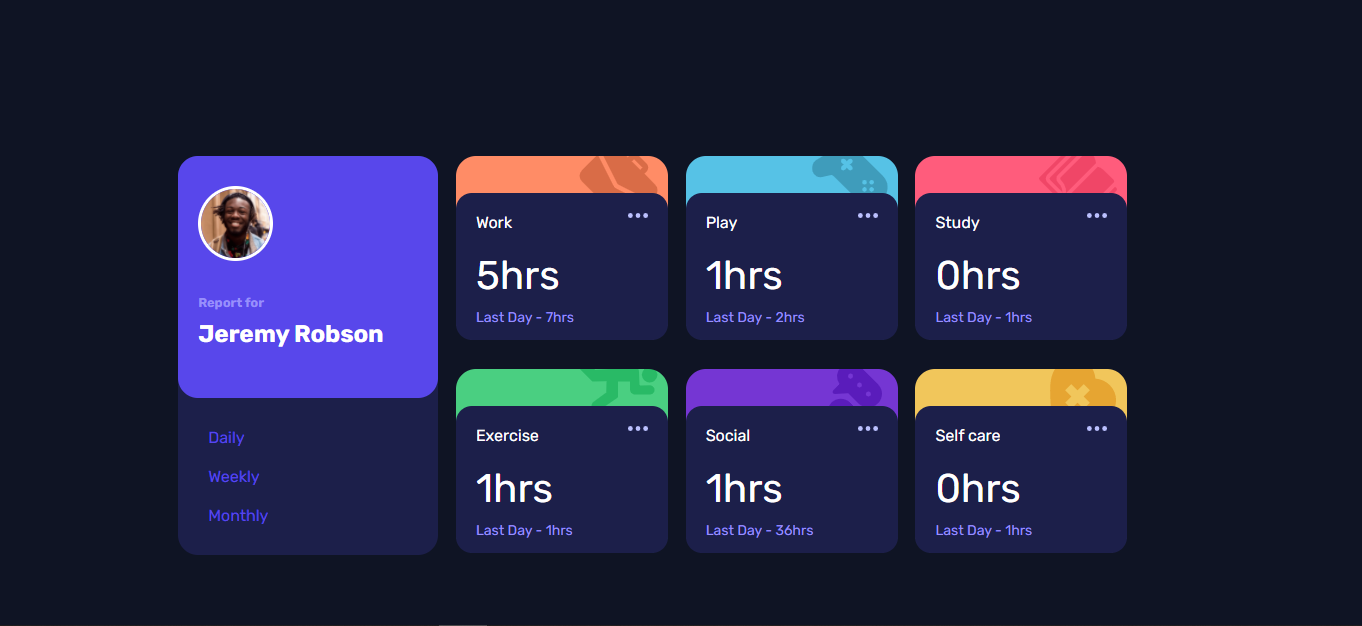 Report for
Jeremy Robson
Daily
Weekly
Monthly
Work
5hrs
Last Day - 7hrs
Play
1hrs
Last Day - 2hrs
Study
0hrs
Last Day - 1hrs
Exercise
1hrs
Last Day - 1hrs
Social
1hrs
Last Day - 36hrs
Self care
0hrs
Last Day - 1hrs